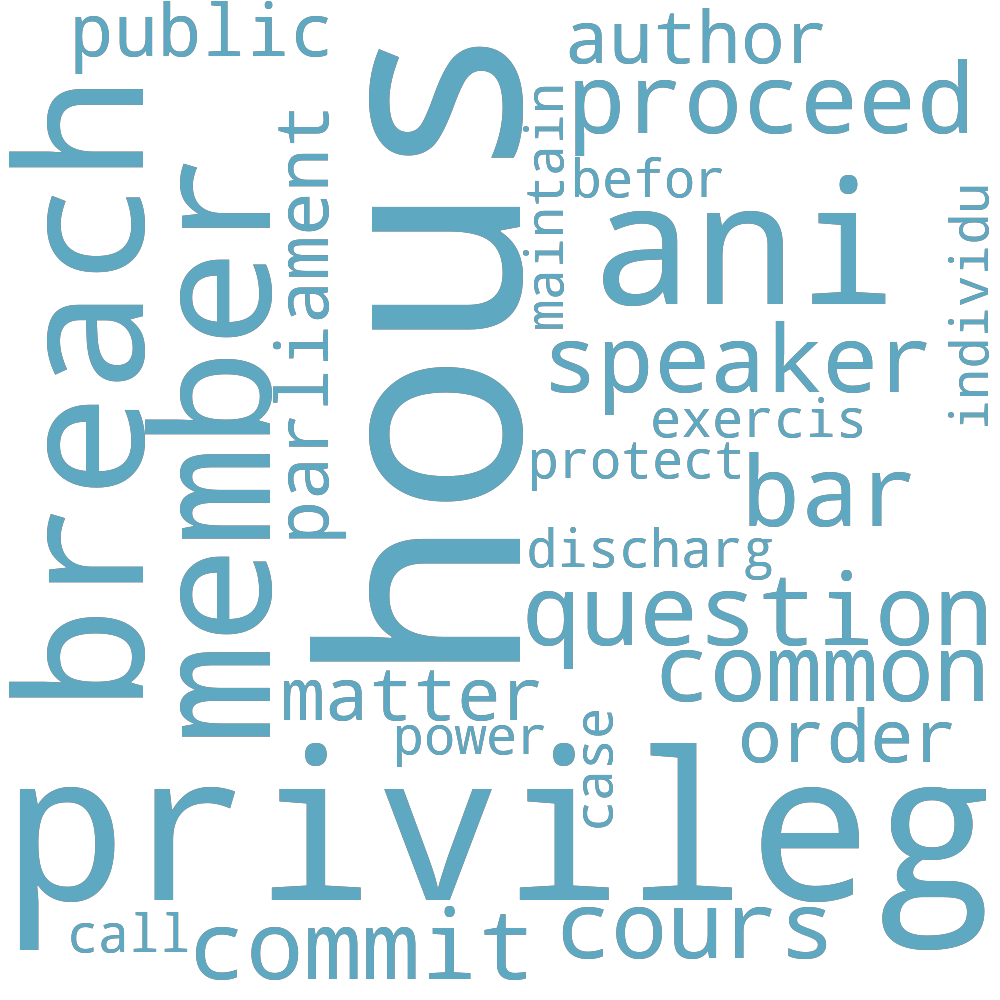 public
author
proceed
breach
member
parliament
hous
maintain
befor
ani
individu
speaker
exercis
protect
bar
discharg
question
common
matter
power
case
order
privileg
call
commit
cours